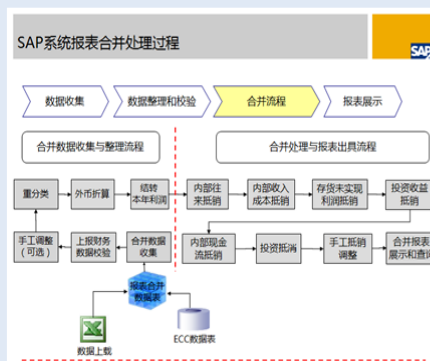 SAP系统报表合并处理过程
SAP
数据收集
数据整理和校验
合并流程
报表展示
合并数据收集与整理流程
合并处理与报表出具流程
重分类
外币折算
结转
本年利润
内部往
来抵销
内部收入
成本抵销
存货未实现
利润抵销
投资收益
抵销
手工调整
（可选）
上报财务
数据校验
合并数据
收集
内部现金
流抵销
投资抵消
手工抵销
调整
合并报表
展示和查询
报表合并
数据表
数据上载
ECC数据表